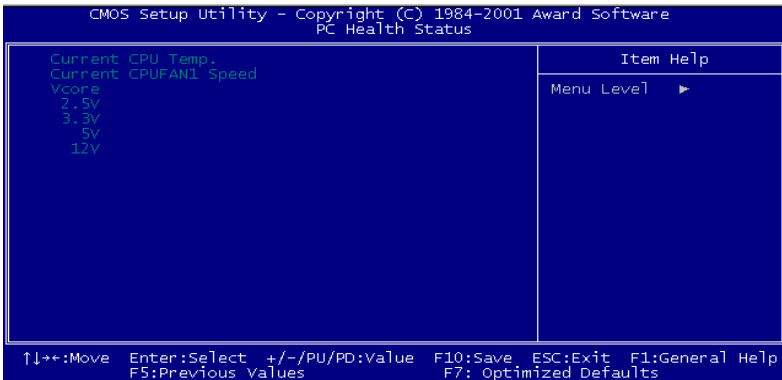 CMOS Setup Utility - Copyright (C) 1984-2001 Award Software
PC Health Status
Current CPU Temp.
Current CPUFAN1 Speed
Vcore
2.5V
3.3V
5V
12V
Item Help
Menu Level ►
↑↓→←:Move Enter:Select +/-/PU/PD:Value F10:Save ESC:Exit F1:General Help
F5:Previous Values F7: Optimized Defaults